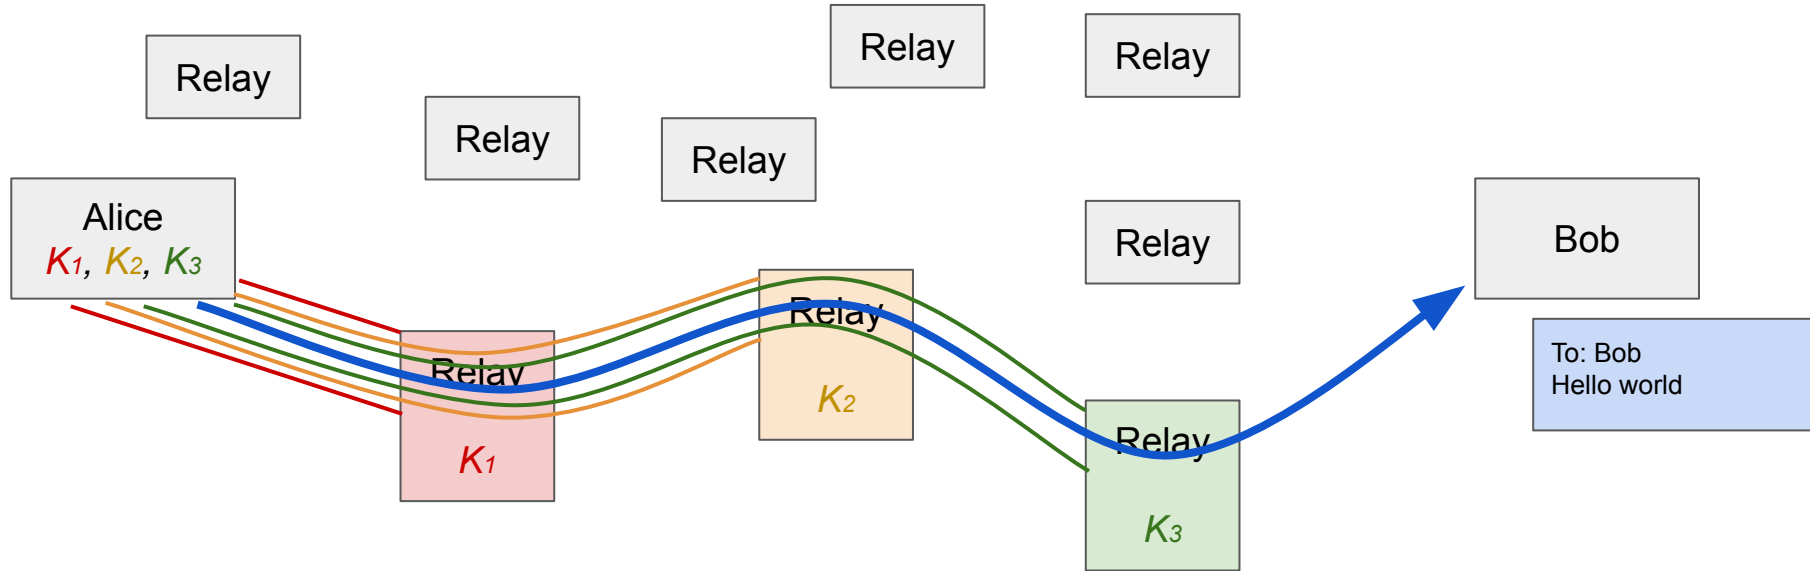 Relay
Relay
Relay
Relay
Relay
Alice
K1, K2, K3
Relay
Bob
Relay
K1
Relay
K2
Relay
K3
To: Bob
Hello world